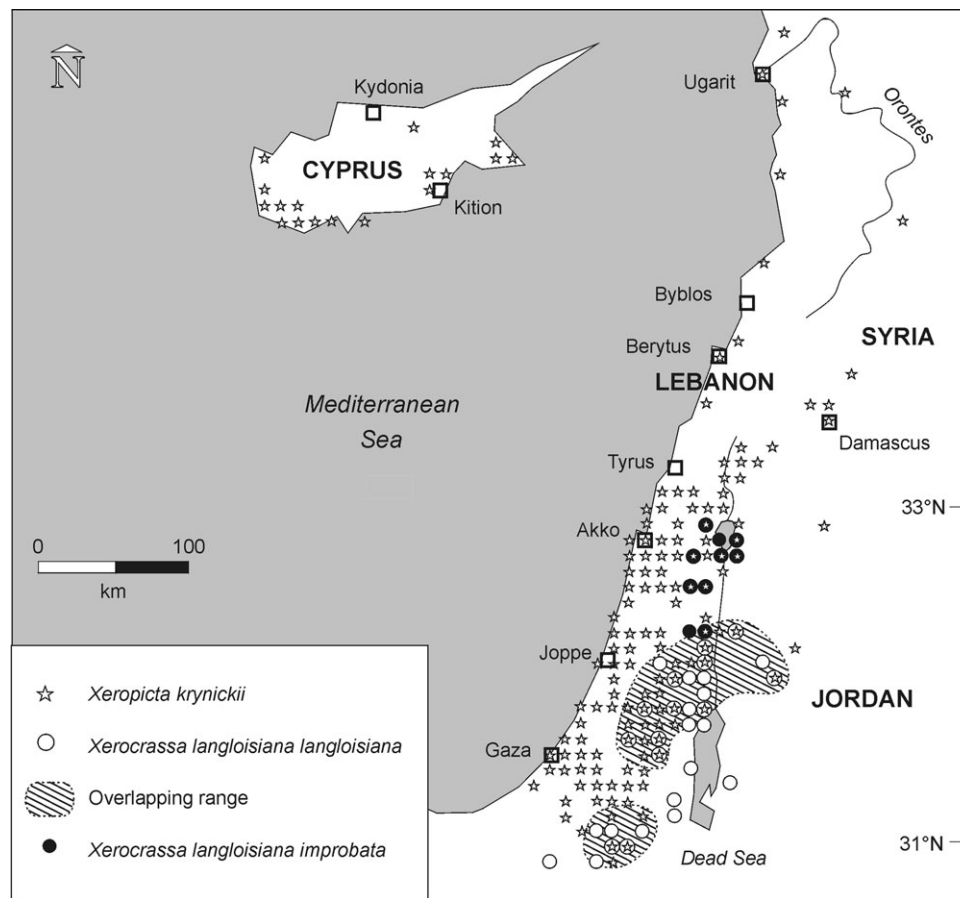 N
Ugarit
Orontes
Kydonia
CYPRUS
Kition
Byblos
SYRIA
Berytus
LEBANON
Mediterranean
Sea
Damascus
Tyrus
33°N
Akko
0 100
km
Joppe
JORDAN
Xeropicta krynickii
Xerocrassa langloisiana langloisiana
Gaza
Overlapping range
Xerocrassa langloisiana improbata
Dead Sea
31°N